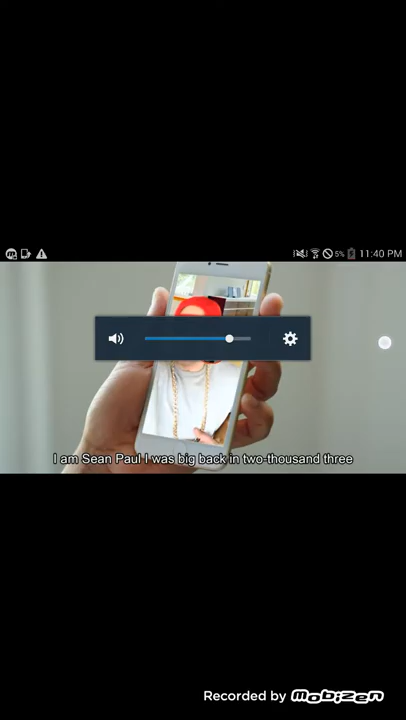 5% 11:40 PM
I am Sean Paul I was big back in two-thousand three
Recorded by mobizen